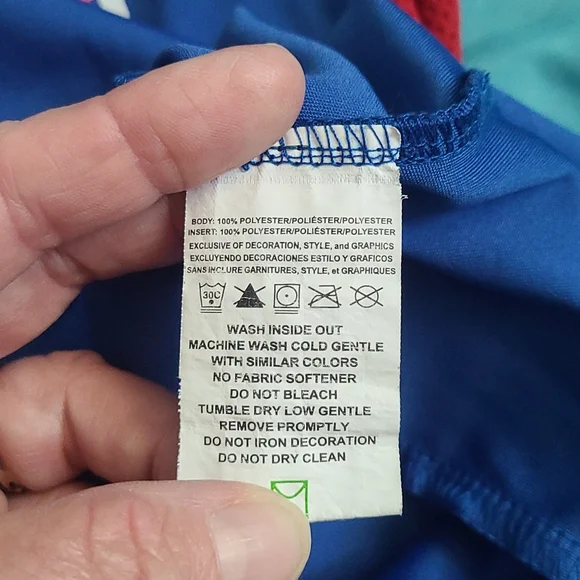 BODY: 100% POLYESTER/POLIÉSTER/POLYESTER
INSERT: 100% POLYESTER/POLIÉSTER/POLYESTER
EXCLUSIVE OF DECORATION, STYLE, and GRAPHICS
EXCLUYENDO DECORACIONES ESTILO Y GRAFICOS
SANS INCLURE GARNITURES, STYLE, et GRAPHIQUES
30C
WASH INSIDE OUT
MACHINE WASH COLD GENTLE
WITH SIMILAR COLORS
NO FABRIC SOFTENER
DO NOT BLEACH
TUMBLE DRY LOW GENTLE
REMOVE PROMPTLY
DO NOT IRON DECORATION
DO NOT DRY CLEAN